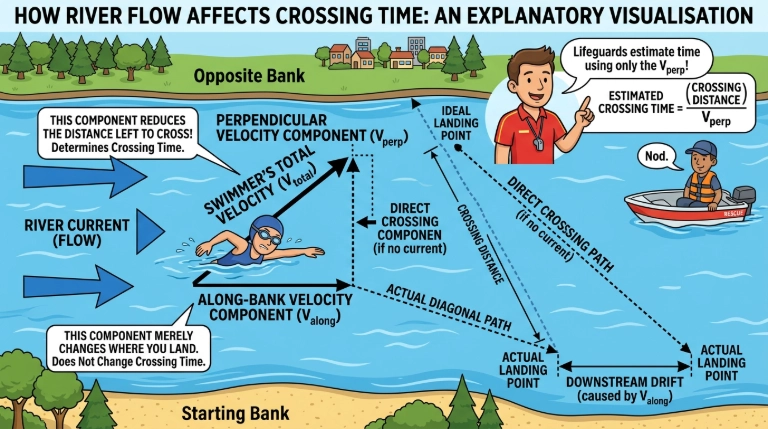 HOW RIVER FLOW AFFECTS CROSSING TIME: AN EXPLANATORY VISUALISATION
Opposite Bank
Lifeguards estimate time
using only the Vperp!
ESTIMATED
CROSSING TIME = (CROSSING
DISTANCE)
Vperp
THIS COMPONENT REDUCES
THE DISTANCE LEFT TO CROSS!
Determines Crossing Time.
PERPENDICULAR
VELOCITY COMPONENT (Vperp)
IDEAL
LANDING
POINT
Nod.
SWIMMER'S TOTAL
VELOCITY (Vtotal)
RIVER CURRENT
(FLOW)
DIRECT
CROSSING
COMPONEN
(if no current)
CROSSING DISTANCE
DIRECT CROSSING PATH
(if no current)
RESCUE
ALONG-BANK VELOCITY
COMPONENT (Valong)
ACTUAL DIAGONAL PATH
THIS COMPONENT MERELY
CHANGES WHERE YOU LAND.
Does Not Change Crossing Time.
ACTUAL
LANDING
POINT
DOWNSTREAM DRIFT
(caused by Valong)
ACTUAL
LANDING
POINT
Starting Bank